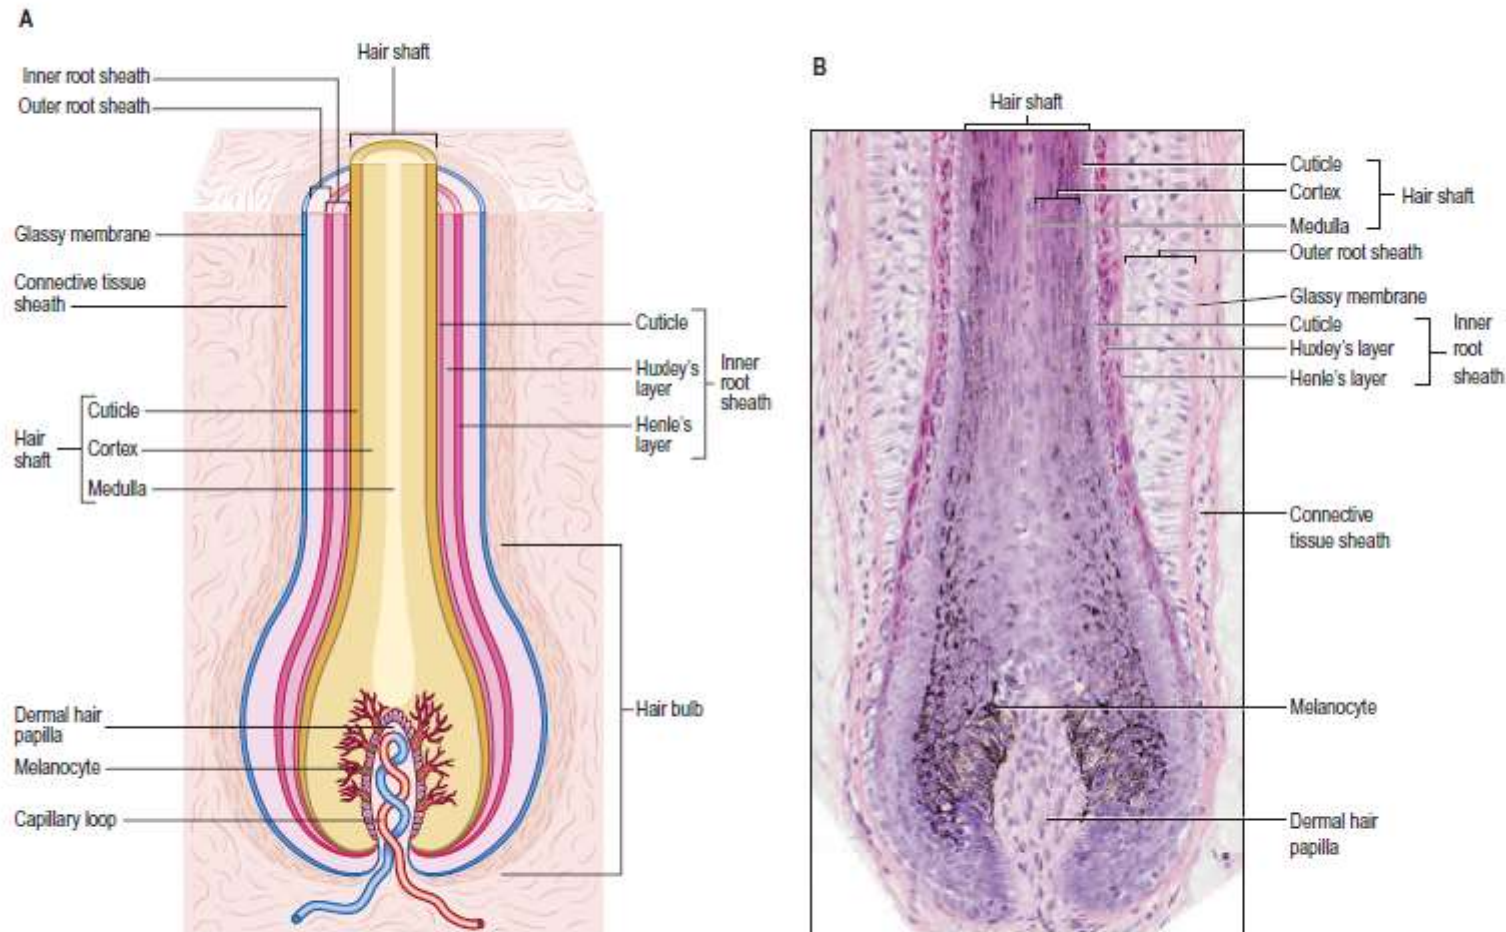 A
Hair shaft
Inner root sheath
Outer root sheath
Glassy membrane
Connective tissue
sheath
Cuticle
Huxley's
layer
Henle's
layer
Inner
root
sheath
Hair
shaft
Cuticle
Cortex
Medulla
Hair bulb
Dermal hair
papilla
Melanocyte
Capillary loop
B
Hair shaft
Cuticle
Cortex
Medulla
Hair shaft
Outer root sheath
Glassy membrane
Cuticle
Huxley's layer
Henle's layer
Inner
root
sheath
Connective
tissue sheath
Melanocyte
Dermal hair
papilla